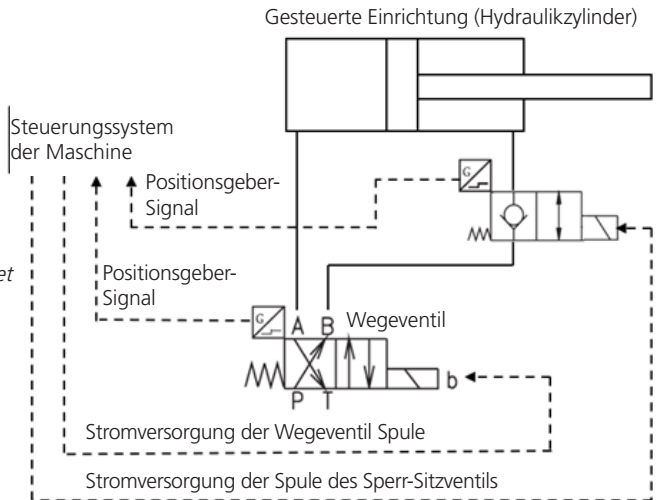 Gesteuerte Einrichtung (Hydraulikzylinder)
Steuerungssystem
der Maschine
Positionsgeber-
Signal
G
et
Positionsgeber-
Signal
G
A B
Wegeventil
b
P T
Stromversorgung der Wegeventil Spule
Stromversorgung der Spule des Sperr-Sitzventils